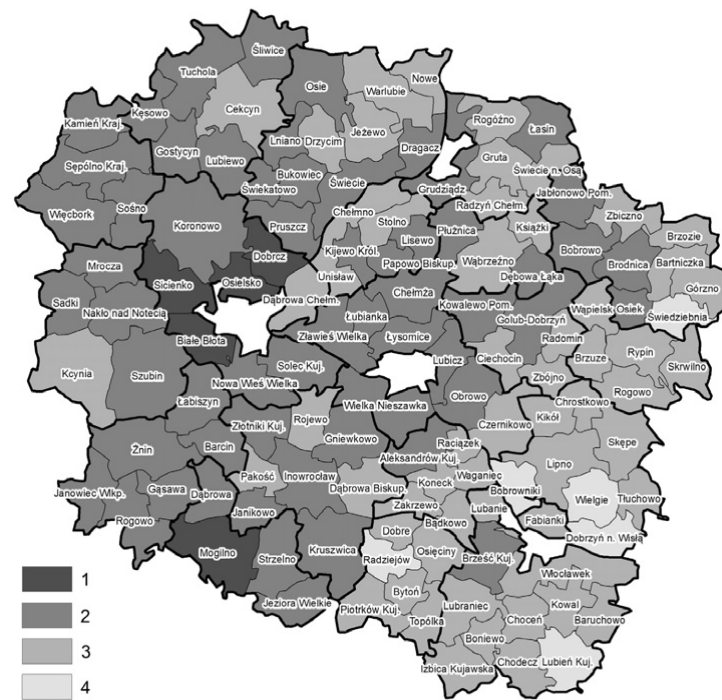 Śliwice
Tuchola
Osie
Nowe
Warlubie
Cekcyn
Kęsowo
Kamień Kraj.
Rogóźno
Łasin
Lniano Drzycim
Jeżewo
Dragacz
Gostycyn
Lubiewo
Gruta
Świecie n. Osą
Sępólno Kraj.
Bukowiec
Świecie
Świekatowo
Grudziądz
Jabłonowo Pom.
Radzyń Chełm.
Sośno
Więcbork
Chełmno
Stolno
Książki
Zbiczno
Koronowo
Pruszcz
Płużnica
Brzozie
Lisewo
Kijewo Król.
Wąbrzeźno
Bobrowo
Dobrcz
Papowo Biskup.
Brodnica
Bartniczka
Mrocza
Unisław
Dębowa Łąka
Górzno
Sicienko
Osielsko
Chełmża
Sadki
Dąbrowa Chełm.
Kowalewo Pom.
Wąpielsk
Osiek
Nakło nad Notecią
Łubianka
Golub-Dobrzyń
Świedziebnia
Zławieś Wielka
Łysomice
Radomin
Białe Błota
Lubicz
Ciechocin
Brzuze
Rypin
Skrwilno
Solec Kuj.
Kcynia
Szubin
Zbójno
Nowa Wieś Wielka
Obrowo
Rogowo
Łabiszyn
Wielka Nieszawka
Chrostkowo
Złotniki Kuj.
Rojewo
Kikół
Czernikowo
Gniewkowo
Skępe
Żnin
Barcin
Raciążek
Aleksandrów Kuj.
Lipno
Pakość
Inowrocław
Waganiec
Koneck
Bobrowniki
Janowiec Wlkp.
Gąsawa
Dąbrowa
Dąbrowa Biskup.
Wielgie
Tłuchowo
Zakrzewo
Lubanie
Rogowo
Janikowo
Fabianki
Bądkowo
Dobrzyń n. Wisłą
Mogilno
Strzelno
Kruszwica
Dobre
Osięciny
Radziejów
Brześć Kuj.
Włocławek
Bytoń
Jeziora Wielkie
Piotrków Kuj.
Lubraniec
Kowal
Choceń
Baruchowo
Topólka
Boniewo
Izbica Kujawska
Chodecz
Lubień Kuj.
1
2
3
4